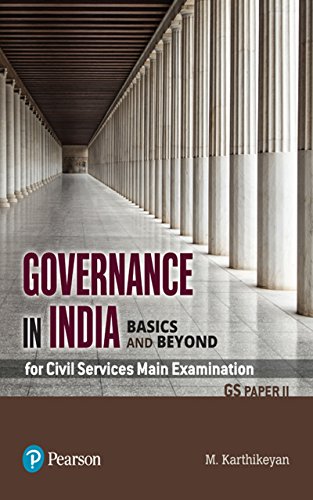 GOVERNANCE
IN INDIA BASICS AND BEYOND
for Civil Services Main Examination
GS PAPER II
Pearson
M. Karthikeyan